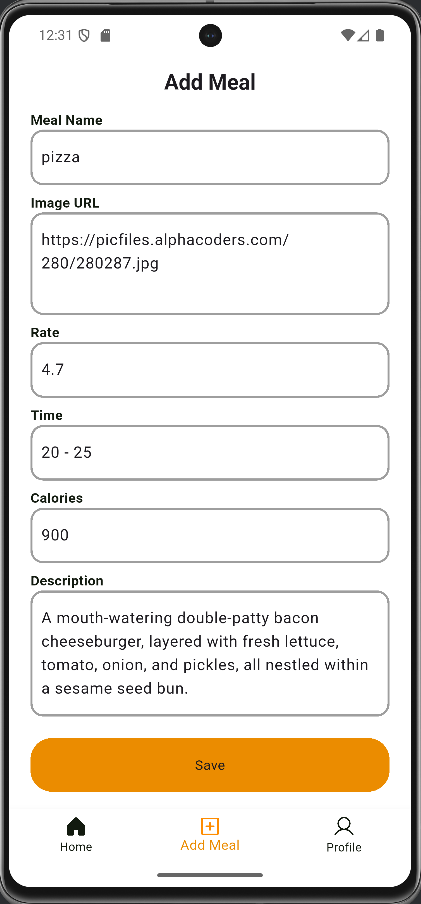 12:31
Add Meal
Meal Name
pizza
Image URL
https://picfiles.alphacoders.com/
280/280287.jpg
Rate
4.7
Time
20 - 25
Calories
900
Description
A mouth-watering double-patty bacon
cheeseburger, layered with fresh lettuce,
tomato, onion, and pickles, all nestled within
a sesame seed bun.
Save
Home
Add Meal
Profile